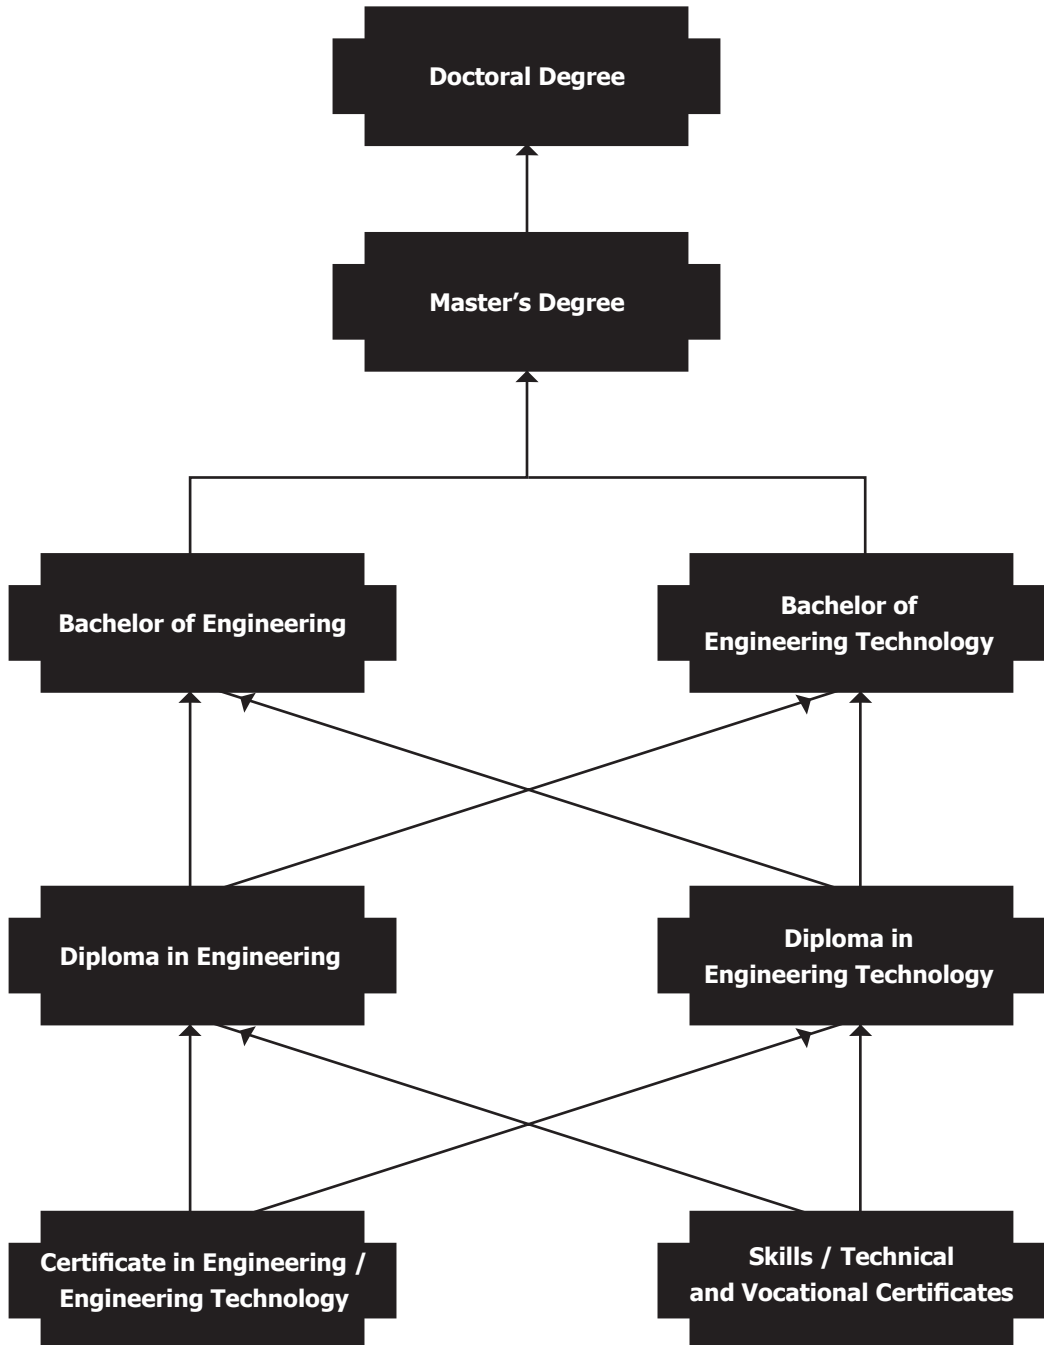 Doctoral Degree
Master’s Degree
Bachelor of Engineering
Bachelor of
Engineering Technology
Diploma in Engineering
Diploma in
Engineering Technology
Certificate in Engineering /
Engineering Technology
Skills / Technical
and Vocational Certificates